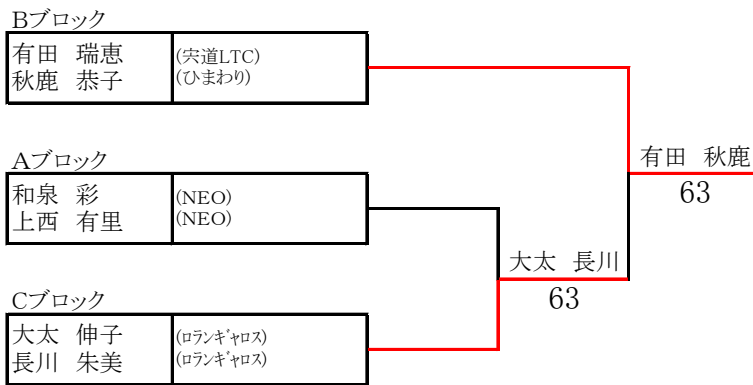 Bブロック
有田 瑞恵 (宍道LTC)
秋鹿 恭子 (ひまわり)
Aブロック
有田 秋鹿
63
和泉 彩 (NEO)
上西 有里 (NEO)
大太 長川
63
Cブロック
大太 伸子 (ロランギャロス)
長川 朱美 (ロランギャロス)